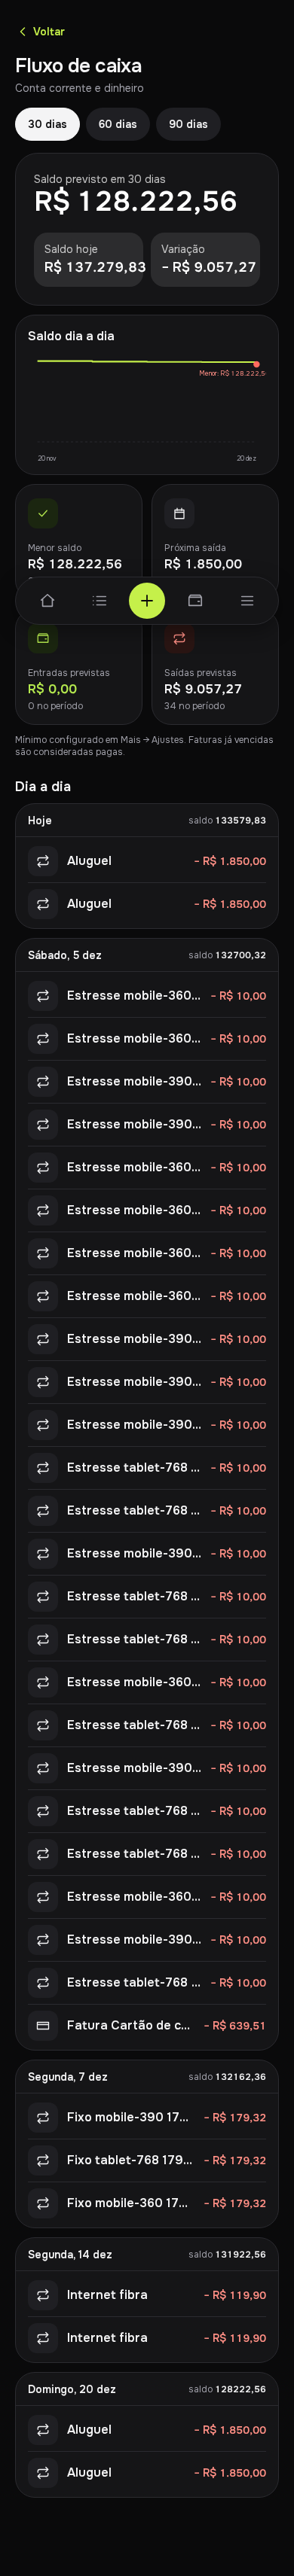 Voltar
Fluxo de caixa
Conta corrente e dinheiro
30 dias
60 dias
90 dias
Saldo previsto em 30 dias
R$ 128.222,56
Saldo hoje
R$ 137.279,83
Variação
− R$ 9.057,27
Saldo dia a dia
Menor: R$ 128.222,5
20 nov
20 dez
Menor saldo
R$ 128.222,56
Próxima saída
R$ 1.850,00
Entradas previstas
R$ 0,00
0 no período
Saídas previstas
R$ 9.057,27
34 no período
Mínimo configurado em Mais → Ajustes. Faturas já vencidas
são consideradas pagas.
Dia a dia
Hoje saldo 133579,83
Aluguel − R$ 1.850,00
Aluguel − R$ 1.850,00
Sábado, 5 dez saldo 132700,32
Estresse mobile-360... − R$ 10,00
Estresse mobile-360... − R$ 10,00
Estresse mobile-390... − R$ 10,00
Estresse mobile-390... − R$ 10,00
Estresse mobile-360... − R$ 10,00
Estresse mobile-360... − R$ 10,00
Estresse mobile-360... − R$ 10,00
Estresse mobile-360... − R$ 10,00
Estresse mobile-390... − R$ 10,00
Estresse mobile-390... − R$ 10,00
Estresse mobile-390... − R$ 10,00
Estresse tablet-768 ... − R$ 10,00
Estresse tablet-768 ... − R$ 10,00
Estresse mobile-390... − R$ 10,00
Estresse tablet-768 ... − R$ 10,00
Estresse tablet-768 ... − R$ 10,00
Estresse mobile-360... − R$ 10,00
Estresse tablet-768 ... − R$ 10,00
Estresse mobile-390... − R$ 10,00
Estresse tablet-768 ... − R$ 10,00
Estresse tablet-768 ... − R$ 10,00
Estresse mobile-360... − R$ 10,00
Estresse mobile-390... − R$ 10,00
Estresse tablet-768 ... − R$ 10,00
Fatura Cartão de c... − R$ 639,51
Segunda, 7 dez saldo 132162,36
Fixo mobile-390 17... − R$ 179,32
Fixo tablet-768 179... − R$ 179,32
Fixo mobile-360 17... − R$ 179,32
Segunda, 14 dez saldo 131922,56
Internet fibra − R$ 119,90
Internet fibra − R$ 119,90
Domingo, 20 dez saldo 128222,56
Aluguel − R$ 1.850,00
Aluguel − R$ 1.850,00